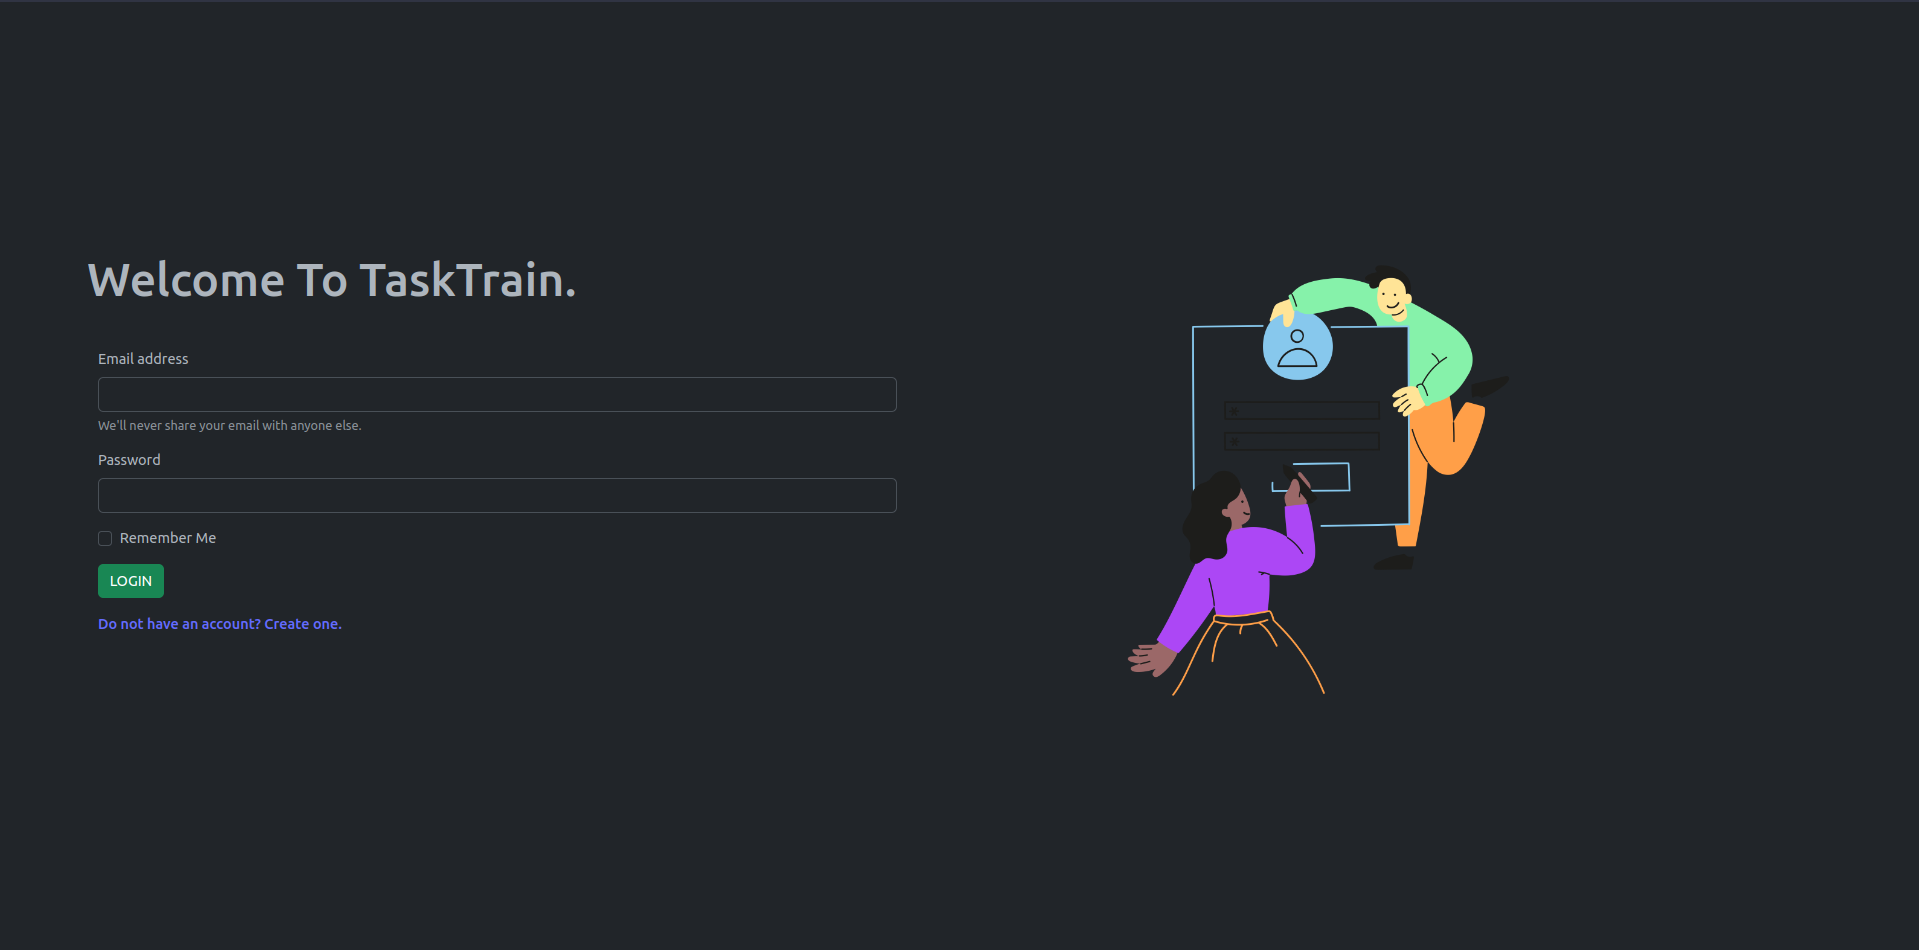 Welcome To TaskTrain.
Email address
We'll never share your email with anyone else.
Password
Remember Me
LOGIN
Do not have an account? Create one.